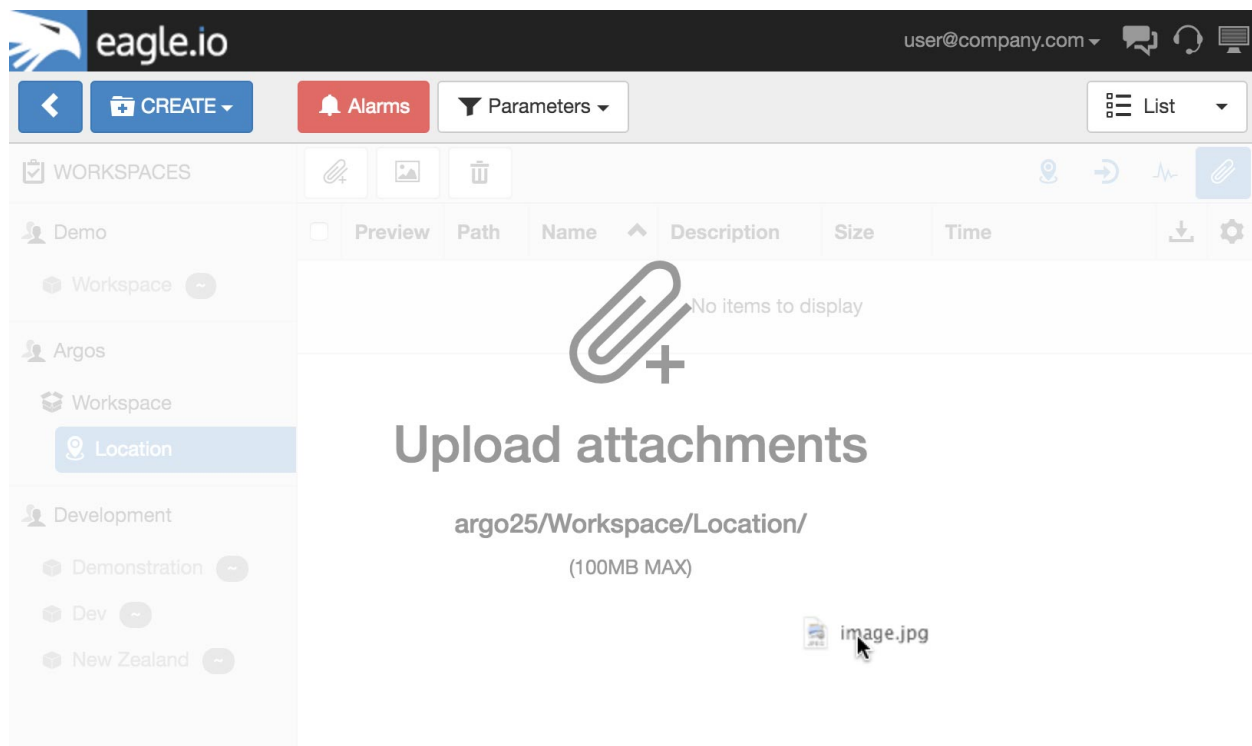 eagle.io
user@company.com
CREATE
Alarms
Parameters
List
WORKSPACES
Demo
Workspace
Argos
Workspace
Location
Development
Demonstration
Dev
New Zealand
Preview Path Name Description Size Time
No items to display
Upload attachments
argo25/Workspace/Location/
(100MB MAX)
image.jpg